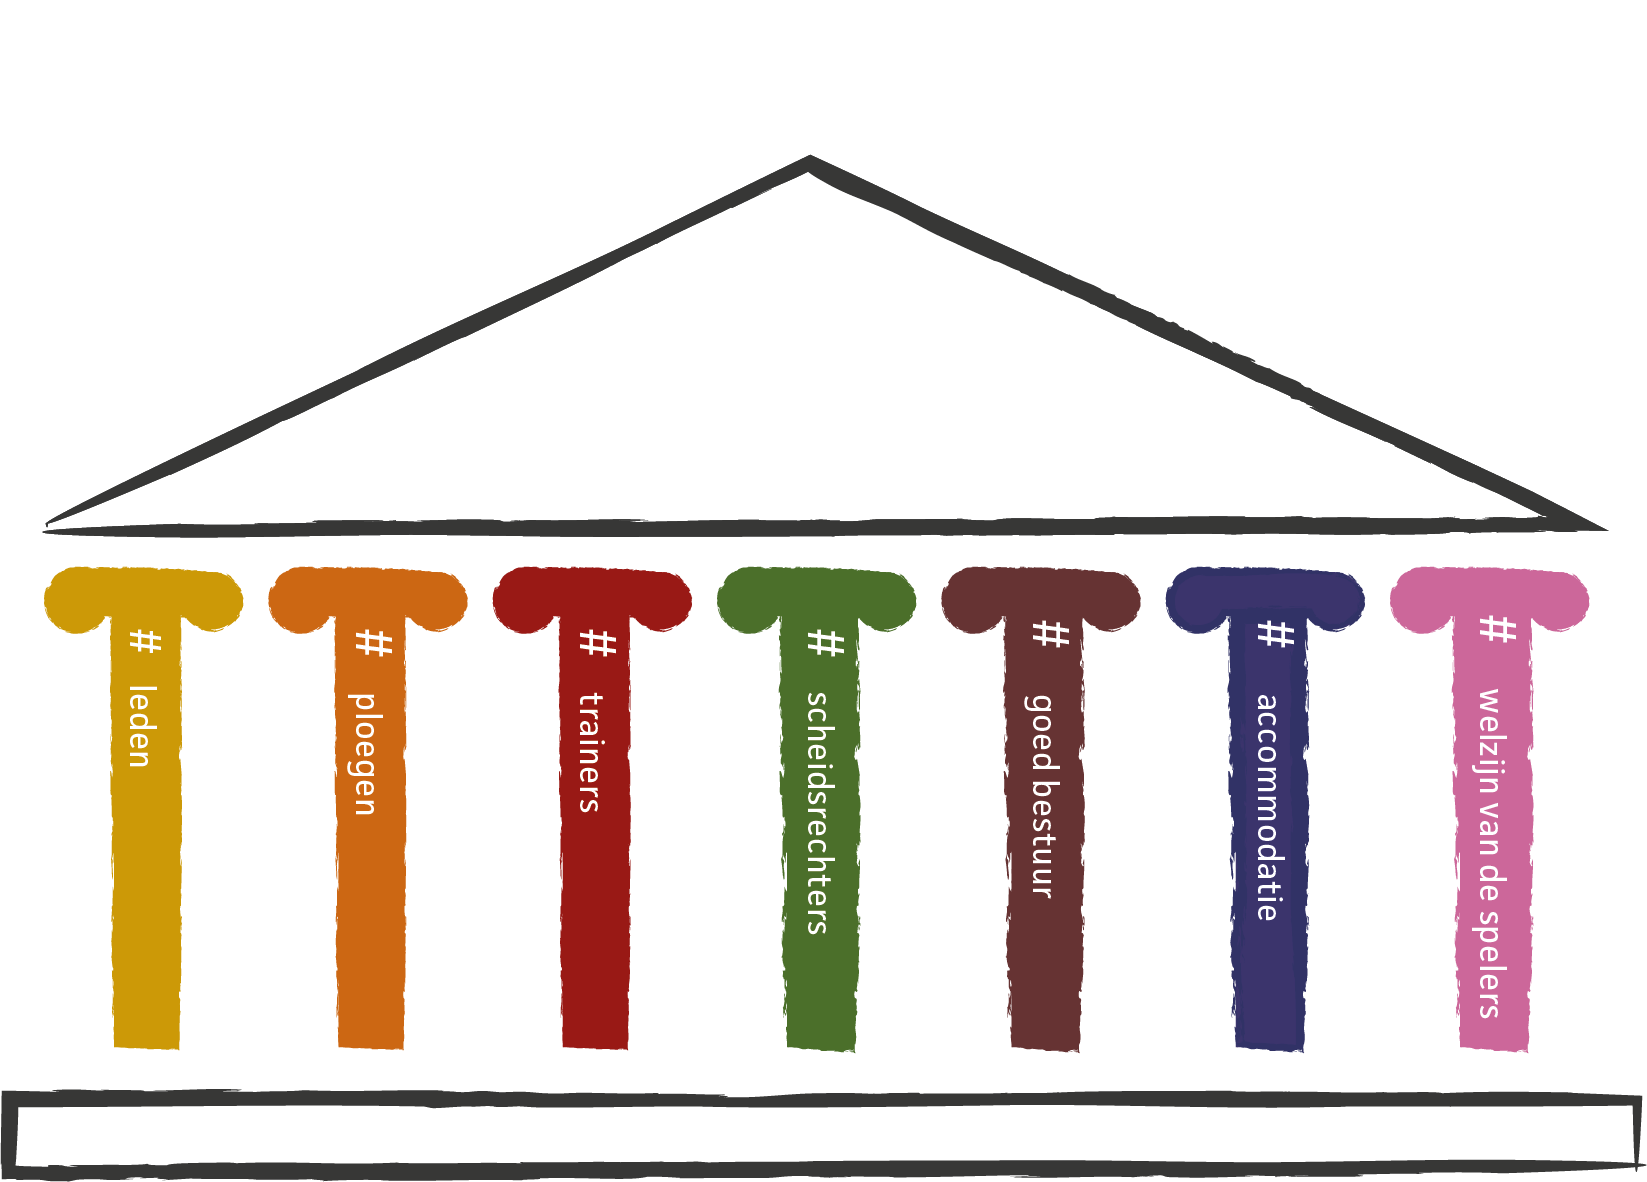 # leden
# ploegen
# trainers
# scheidsrechters
# goed bestuur
# accommodatie
# welzijn van de spelers